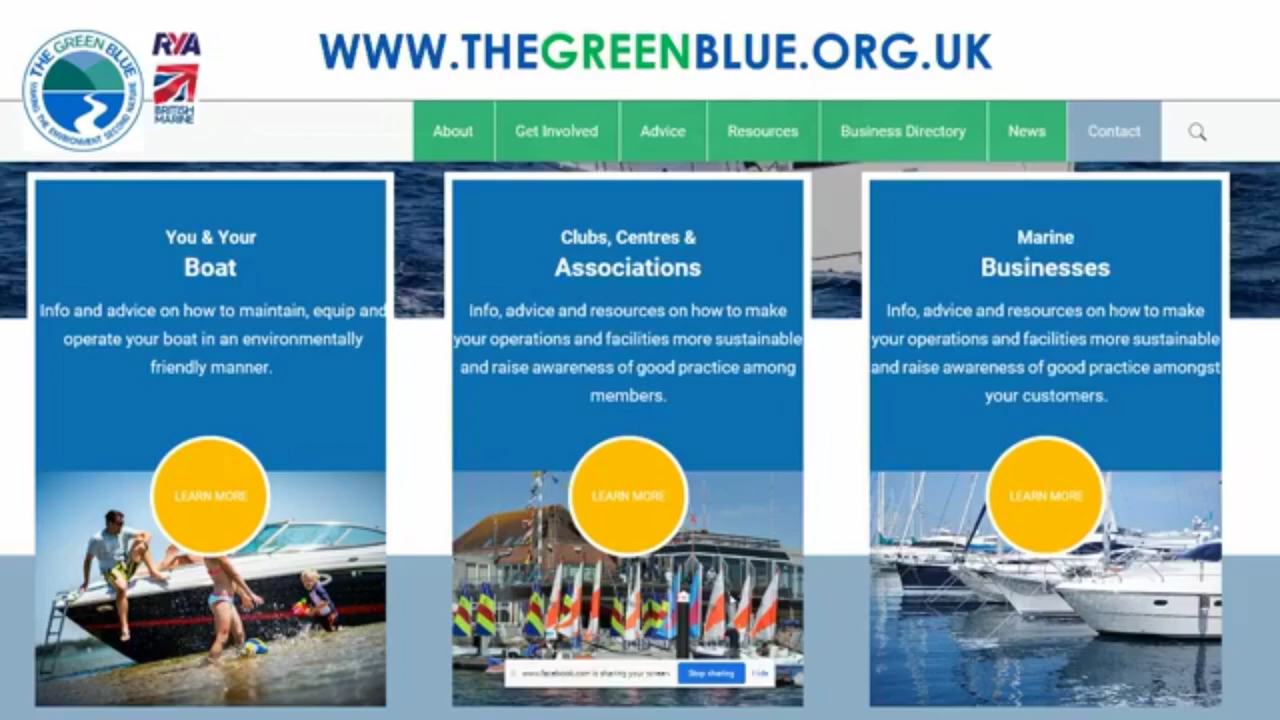 THE GREEN BLUE
MAKING THE ENVIRONMENT SECOND NATURE
RYA
BRITISH
MARINE
WWW.THEGREENBLUE.ORG.UK
About
Get Involved
Advice
Resources
Business Directory
News
Contact
You & Your
Boat
Info and advice on how to maintain, equip and
operate your boat in an environmentally
friendly manner.
LEARN MORE
Clubs, Centres &
Associations
Info, advice and resources on how to make
your operations and facilities more sustainable
and raise awareness of good practice among
members.
LEARN MORE
Marine
Businesses
Info, advice and resources on how to make
your operations and facilities more sustainable
and raise awareness of good practice amongst
your customers.
LEARN MORE
www.facebook.com is sharing your screen.
Stop sharing
Hide